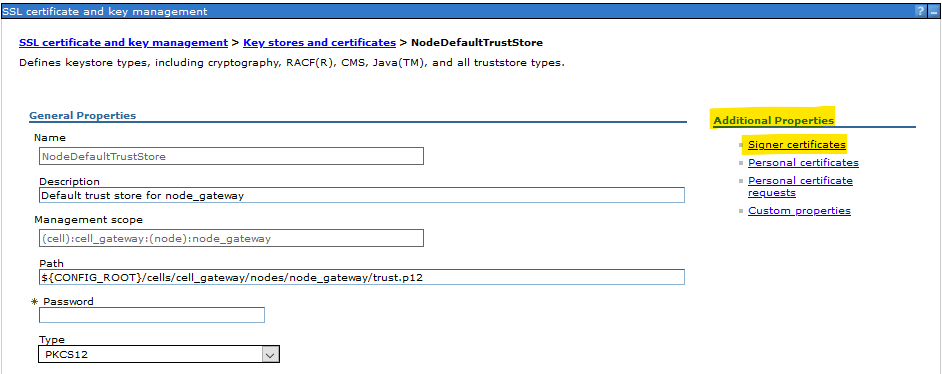 SSL certificate and key management
? _
SSL certificate and key management > Key stores and certificates > NodeDefaultTrustStore
Defines keystore types, including cryptography, RACF(R), CMS, Java(TM), and all truststore types.
General Properties
Name
NodeDefaultTrustStore
Description
Default trust store for node_gateway
Management scope
(cell):cell_gateway:(node):node_gateway
Path
${CONFIG_ROOT}/cells/cell_gateway/nodes/node_gateway/trust.p12
* Password
Type
PKCS12
Additional Properties
Signer certificates
Personal certificates
Personal certificate
requests
Custom properties